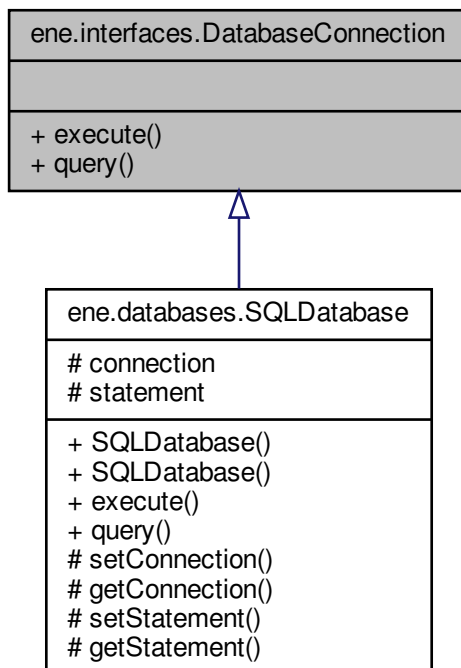 ene.interfaces.DatabaseConnection
+ execute()
+ query()
ene.databases.SQLDatabase
# connection
# statement
+ SQLDatabase()
+ SQLDatabase()
+ execute()
+ query()
# setConnection()
# getConnection()
# setStatement()
# getStatement()